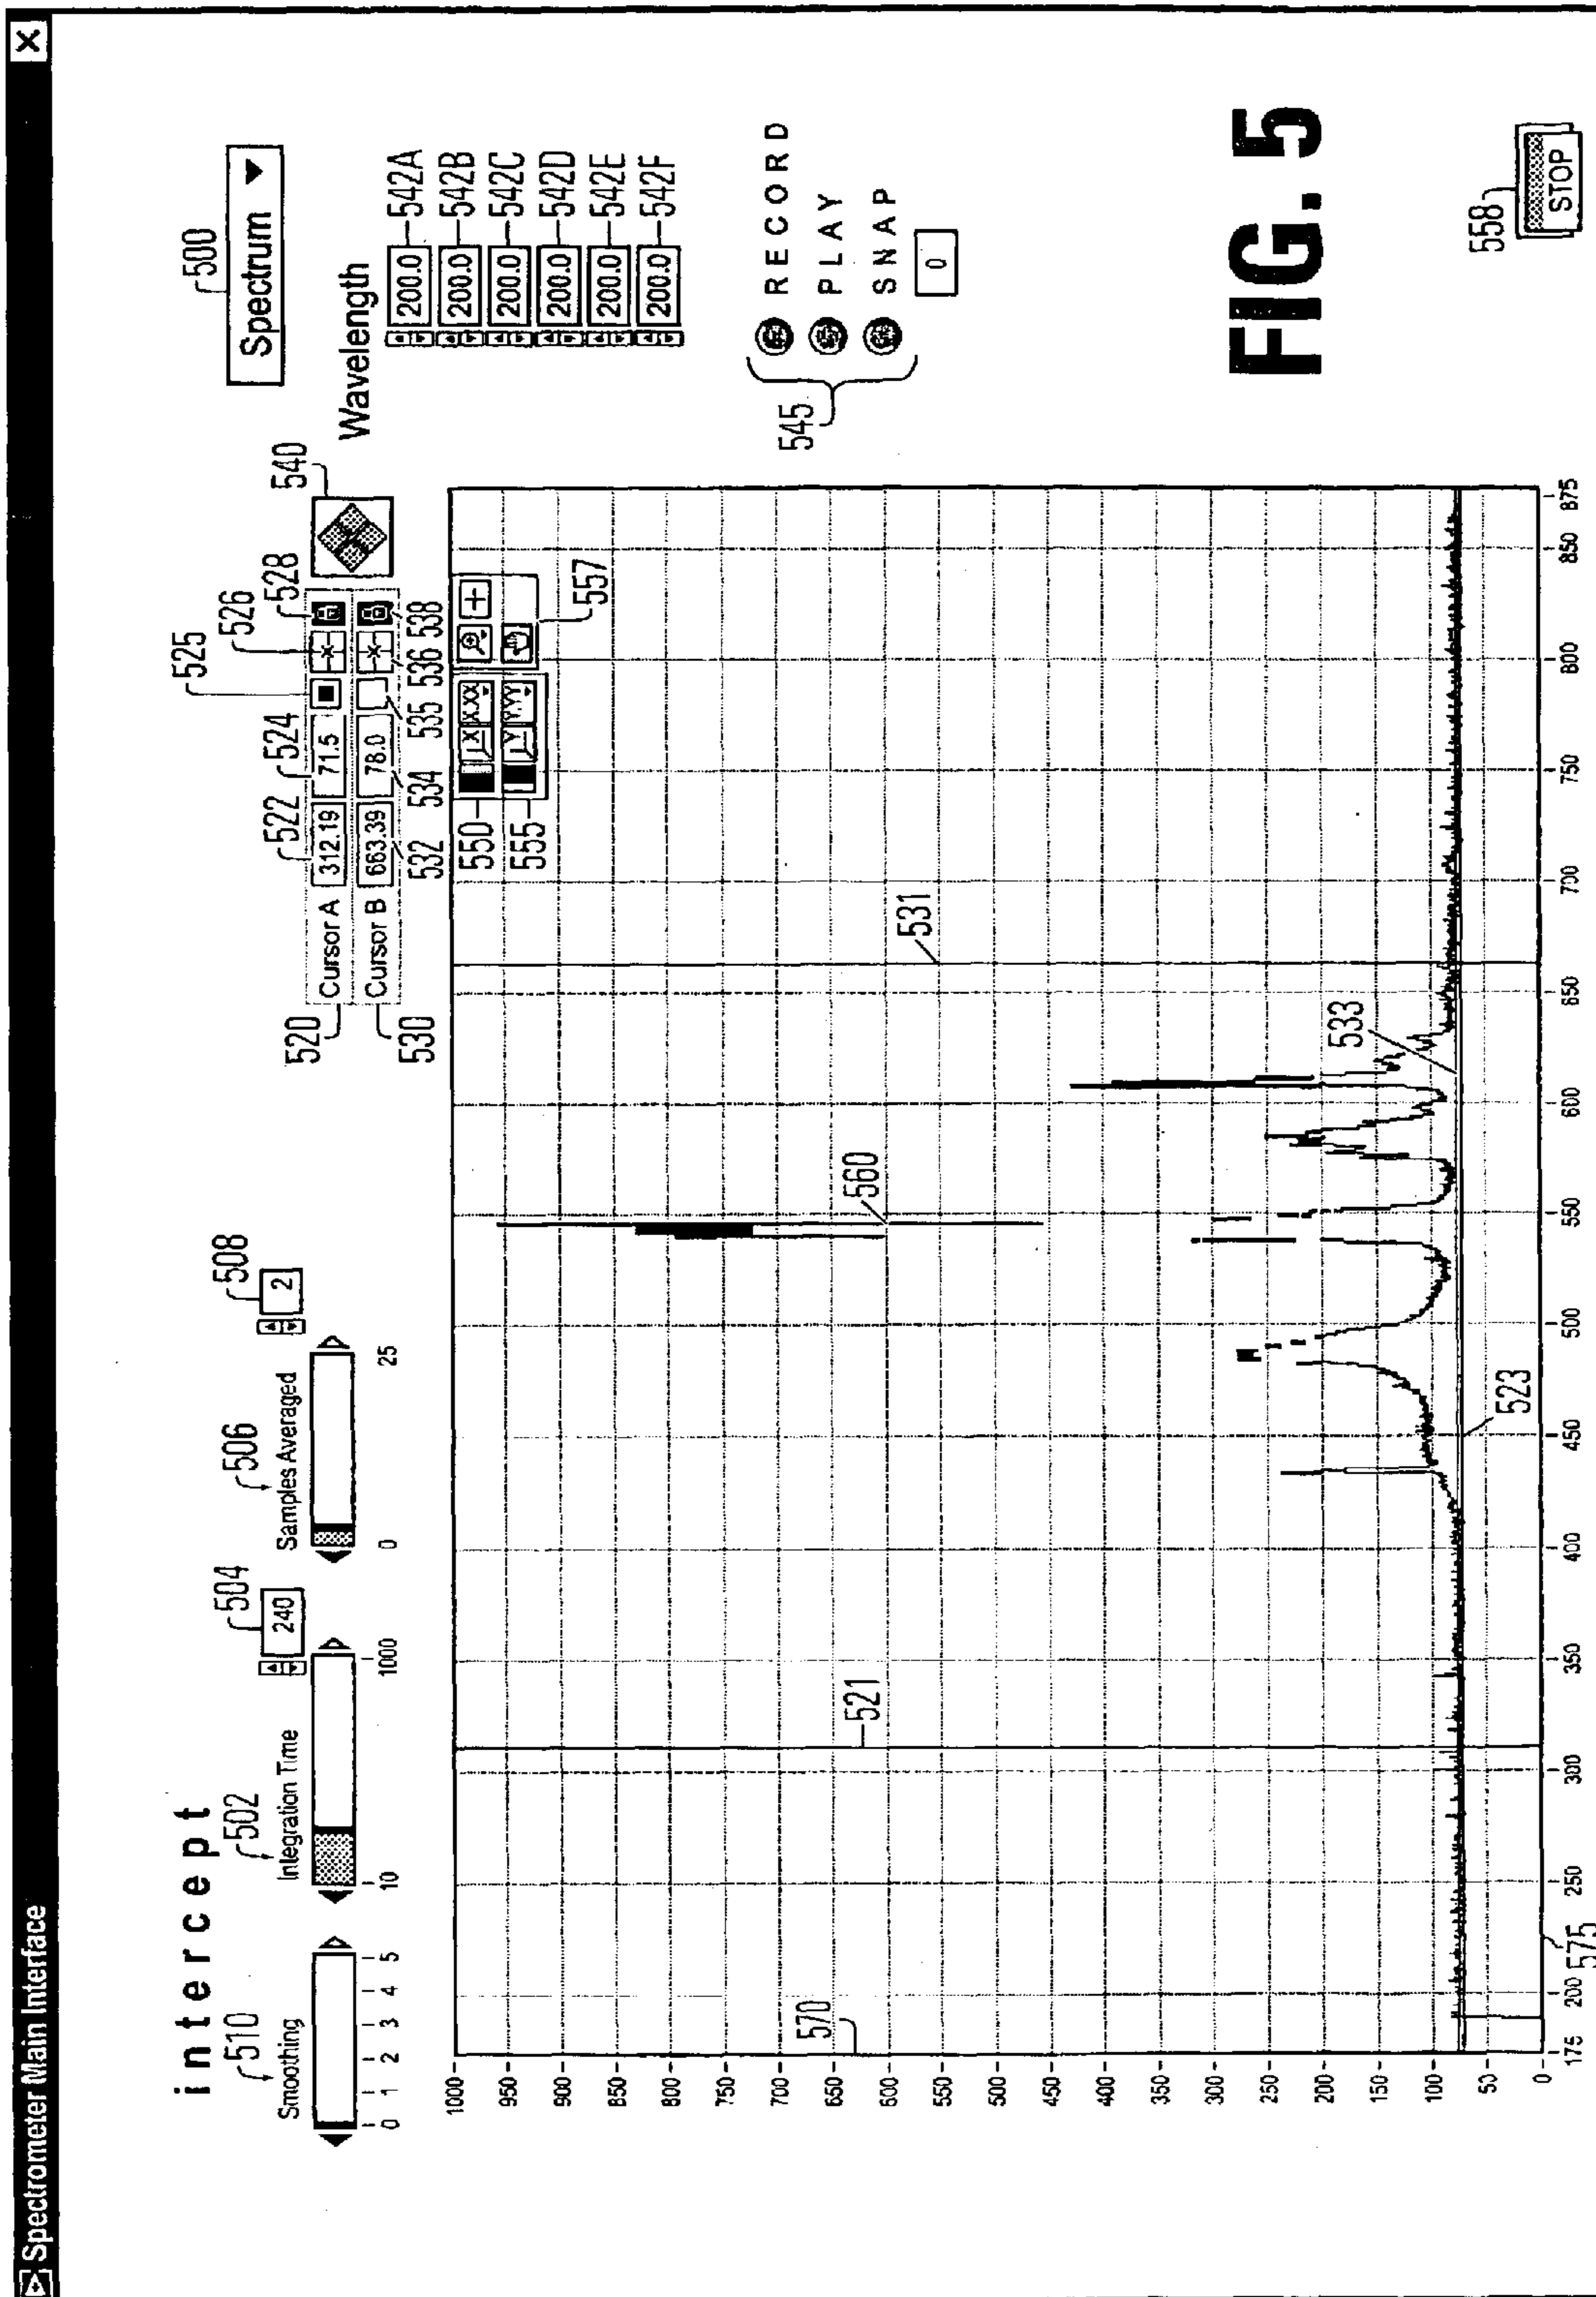 Spectrometer Main Interface
X
intercept
510
Smoothing
0 1 2 3 4 5
502
Integration Time
10 1000
504
240
506
Samples Averaged
0 25
508
2
500
Spectrum
525
526
522 524 528
520
Cursor A 312.19 71.5
540
530
Cursor B 663.39 78.0
532 534 535 536 538
Wavelength
200.0 542A
200.0 542B
200.0 542C
200.0 542D
200.0 542E
200.0 542F
550
X X.XX
555
Y Y.YY
557
545
RECORD
PLAY
SNAP
0
1000
950
900
850
800
750
700
650
600
550
500
450
400
350
300
250
200
150
100
50
0
570
521
560
531
533
523
175 200 250 300 350 400 450 500 550 600 650 700 750 800 850 875
575
FIG. 5
558
STOP